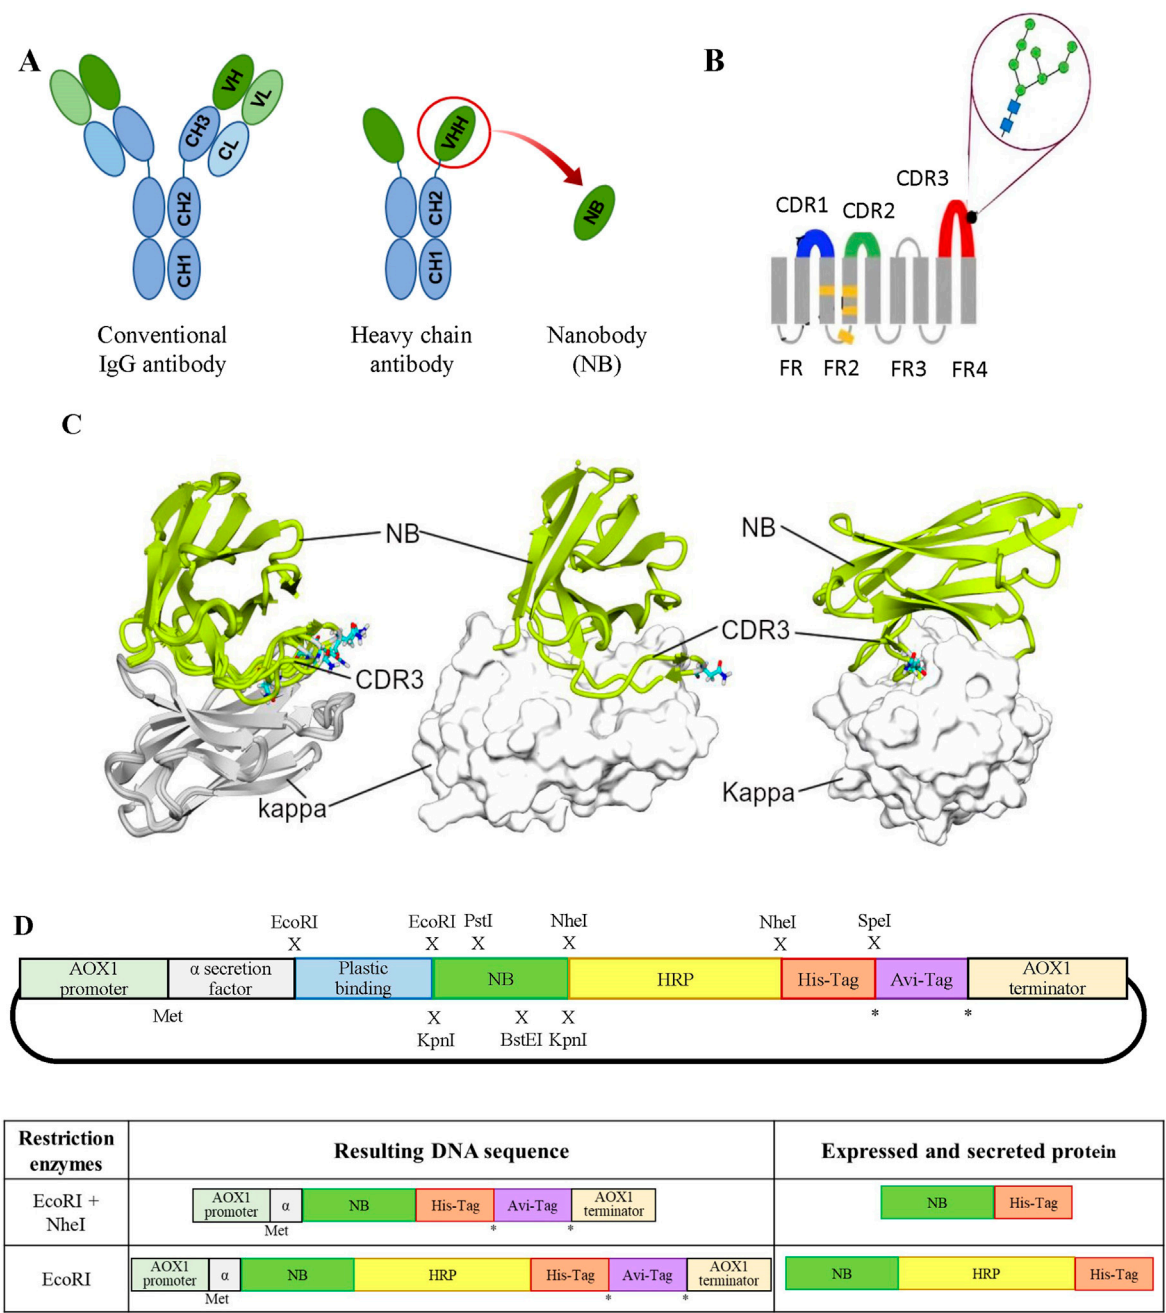 A
VH
VL
CH3
CL
CH2
CH1
VHH
CH2
CH1
NB
Conventional
IgG antibody
Heavy chain
antibody
Nanobody
(NB)
B
CDR1
CDR2
CDR3
FR
FR2
FR3
FR4
C
NB
NB
CDR3
CDR3
kappa
Kappa
D
EcoRI
EcoRI
PstI
NheI
NheI
SpeI
X
X
X
X
X
X
AOX1
promoter
α secretion
factor
Plastic
binding
NB
HRP
His-Tag
Avi-Tag
AOX1
terminator
Met
X
X
X
*
*
KpnI
BstEI
KpnI
Restriction
enzymes
Resulting DNA sequence
Expressed and secreted protein
EcoRI +
NheI
AOX1
promoter
α
NB
His-Tag
Avi-Tag
AOX1
terminator
Met
*
*
NB
His-Tag
EcoRI
AOX1
promoter
α
NB
HRP
His-Tag
Avi-Tag
AOX1
terminator
Met
*
*
NB
HRP
His-Tag